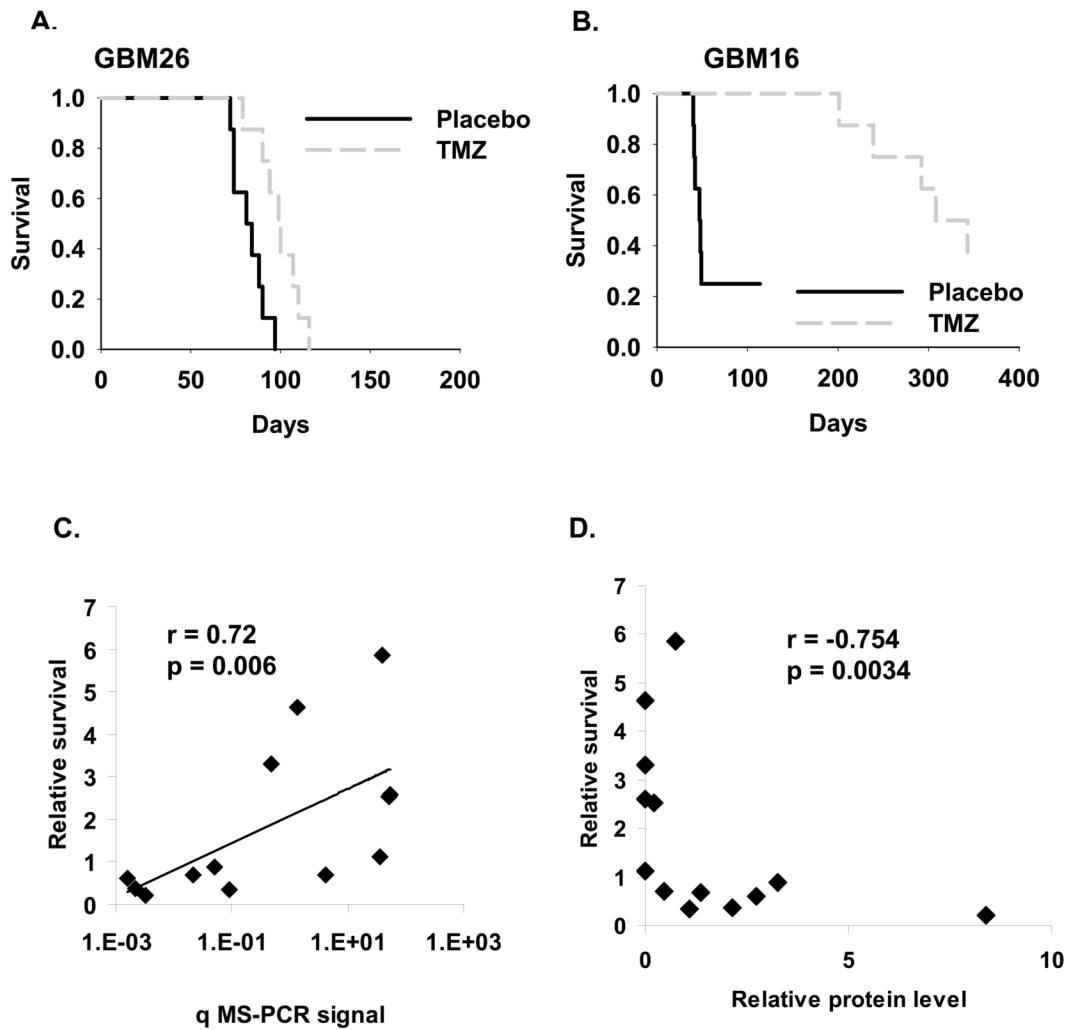 A.
GBM26
1.0
0.8
0.6
0.4
0.2
0.0
Survival
0 50 100 150 200
Days
Placebo
TMZ
B.
GBM16
1.0
0.8
0.6
0.4
0.2
0.0
Survival
0 100 200 300 400
Days
Placebo
TMZ
C.
r = 0.72
p = 0.006
7
6
5
4
3
2
1
0
Relative survival
1.E-03 1.E-01 1.E+01 1.E+03
q MS-PCR signal
D.
r = -0.754
p = 0.0034
7
6
5
4
3
2
1
0
Relative survival
0 5 10
Relative protein level